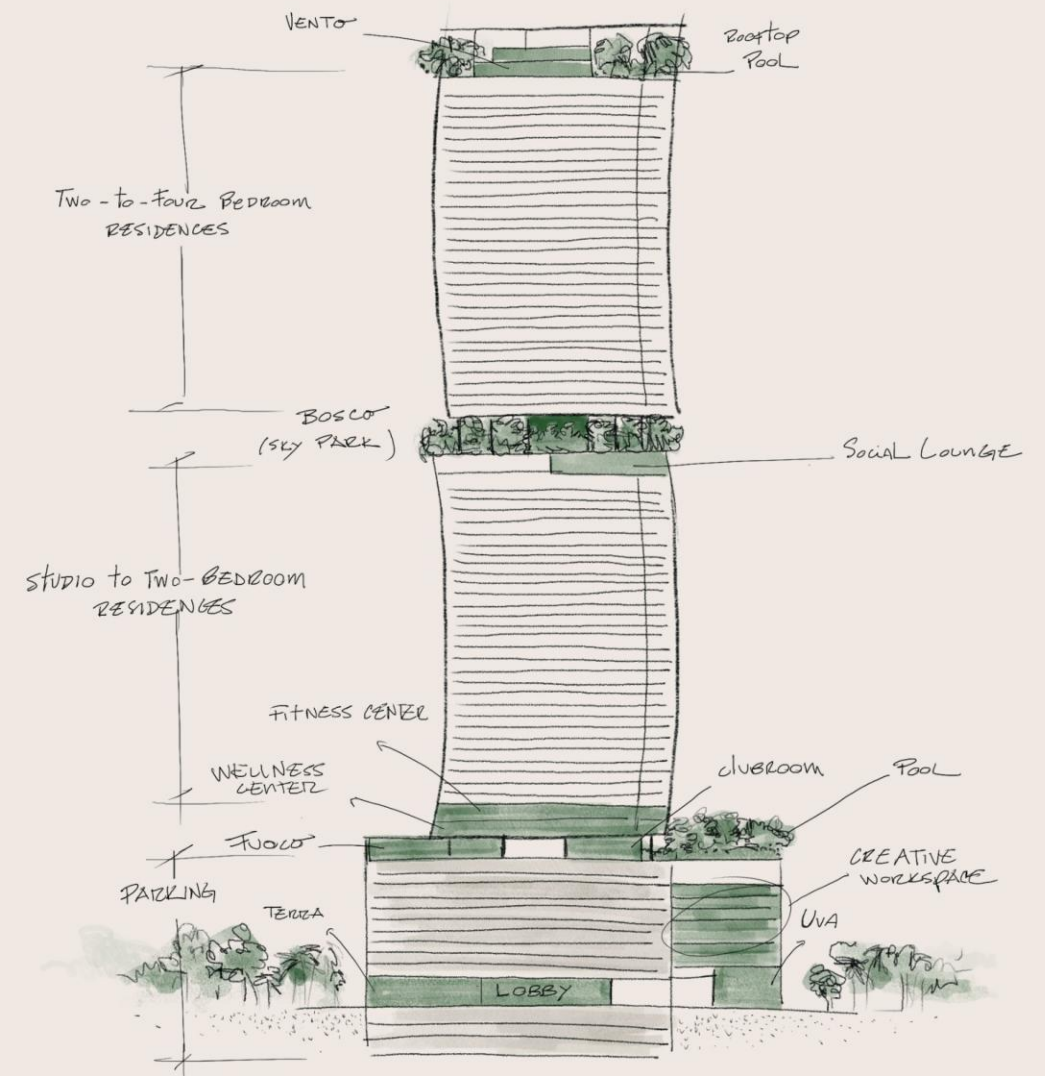 VENTO
ROOFTOP
POOL
TWO-TO-FOUR BEDROOM
RESIDENCES
BOSCO
(SKY PARK)
SOCIAL LOUNGE
STUDIO TO TWO-BEDROOM
RESIDENCES
FITNESS CENTER
WELLNESS
CENTER
CLUBROOM
POOL
FUOCO
CREATIVE
WORKSPACE
PARKING
TERRA
UVA
LOBBY